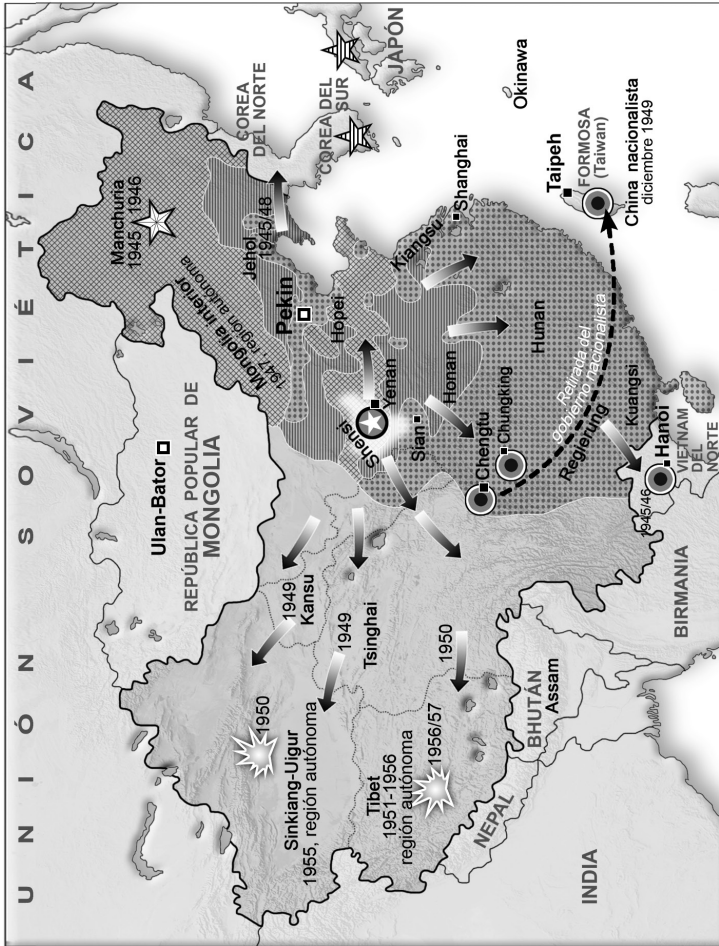 UNIÓN SOVIÉTICA
Ulan-Bator
REPÚBLICA POPULAR DE
MONGOLIA
Manchuria
1945 / 1946
Mongolia interior
1947, región autónoma
Jehol
1945/48
COREA
DEL NORTE
COREA DEL
SUR
JAPÓN
Pekín
Hopei
Shensi
Yenan
Sian
Honan
Kiangsu
Shanghai
Okinawa
1950
Sinkiang-Uigur
1955, región autónoma
1949
Kansu
1949
Tsinghai
Tibet
1951-1956
región autónoma
1956/57
1950
Chengtu
Chungking
Hunan
Retirada del
gobierno nacionalista
Regierung
Kuangsi
Taipeh
FORMOSA
(Taiwan)
China nacionalista
diciembre 1949
1945/46
Hanoi
VIETNAM
DEL
NORTE
NEPAL
BHUTÁN
Assam
INDIA
BIRMANIA